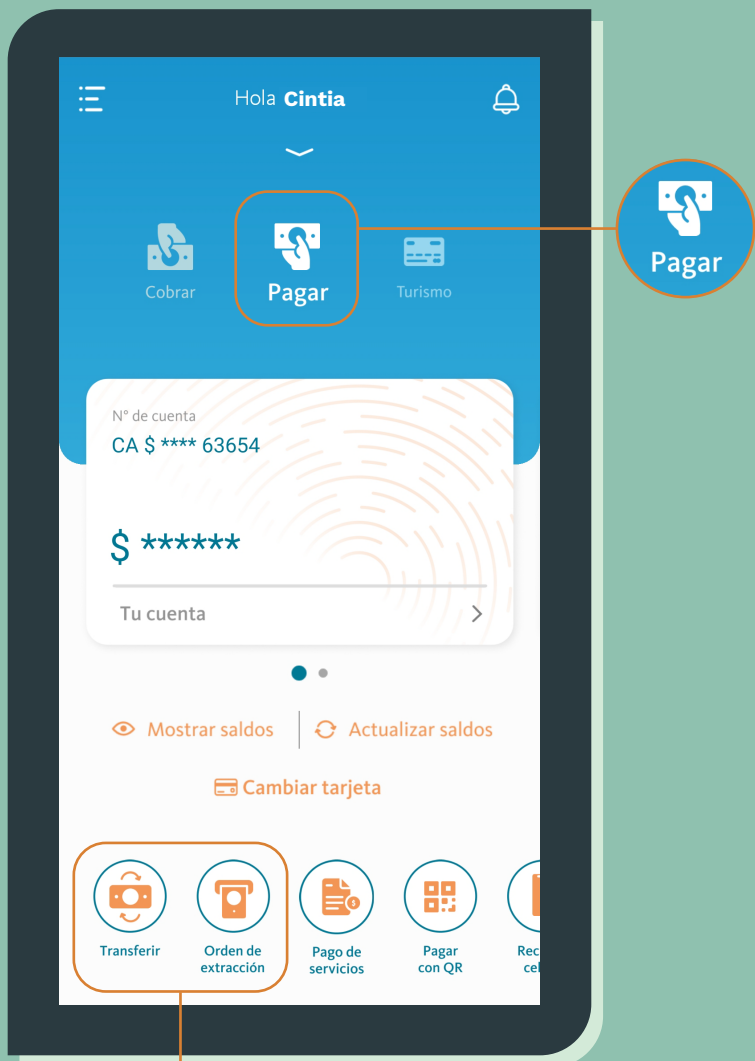 Hola Cintia
Cobrar
Pagar
Turismo
Pagar
N° de cuenta
CA $ **** 63654
$ ******
Tu cuenta
Mostrar saldos
Actualizar saldos
Cambiar tarjeta
Transferir
Orden de
extracción
Pago de
servicios
Pagar
con QR